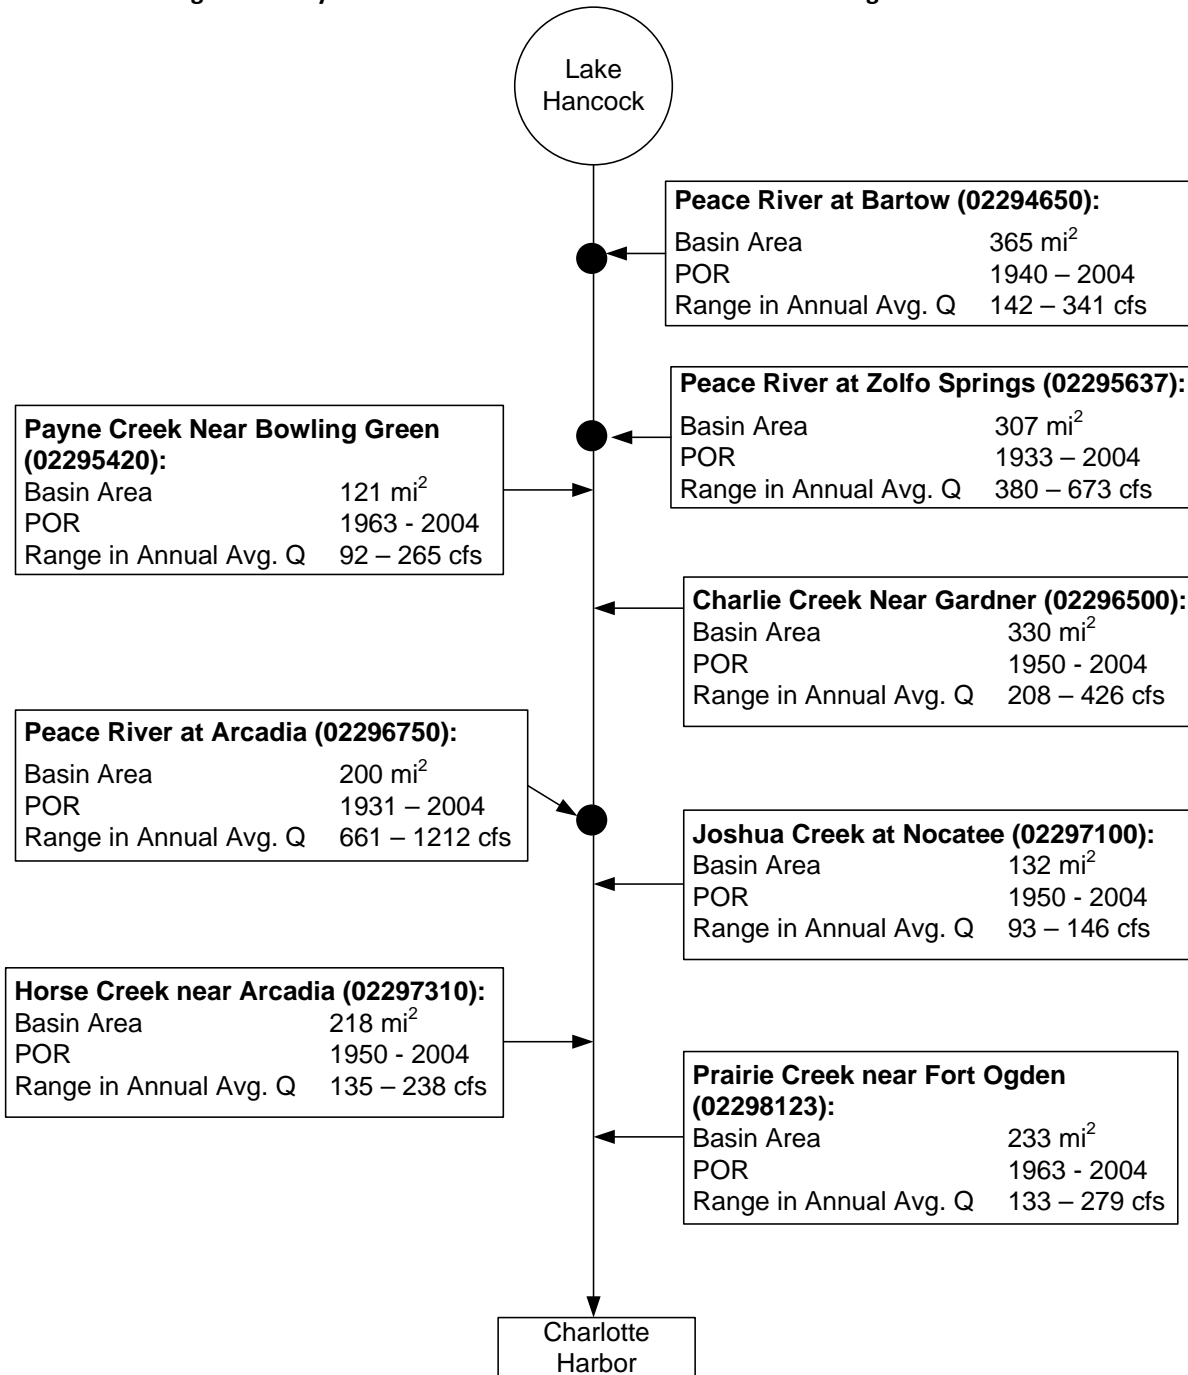 Lake
Hancock
Peace River at Bartow (02294650):
Basin Area 365 mi²
POR 1940 – 2004
Range in Annual Avg. Q 142 – 341 cfs
Peace River at Zolfo Springs (02295637):
Basin Area 307 mi²
POR 1933 – 2004
Range in Annual Avg. Q 380 – 673 cfs
Payne Creek Near Bowling Green
(02295420):
Basin Area 121 mi²
POR 1963 - 2004
Range in Annual Avg. Q 92 – 265 cfs
Charlie Creek Near Gardner (02296500):
Basin Area 330 mi²
POR 1950 - 2004
Range in Annual Avg. Q 208 – 426 cfs
Peace River at Arcadia (02296750):
Basin Area 200 mi²
POR 1931 – 2004
Range in Annual Avg. Q 661 – 1212 cfs
Joshua Creek at Nocatee (02297100):
Basin Area 132 mi²
POR 1950 - 2004
Range in Annual Avg. Q 93 – 146 cfs
Horse Creek near Arcadia (02297310):
Basin Area 218 mi²
POR 1950 - 2004
Range in Annual Avg. Q 135 – 238 cfs
Prairie Creek near Fort Ogden
(02298123):
Basin Area 233 mi²
POR 1963 - 2004
Range in Annual Avg. Q 133 – 279 cfs
Charlotte
Harbor